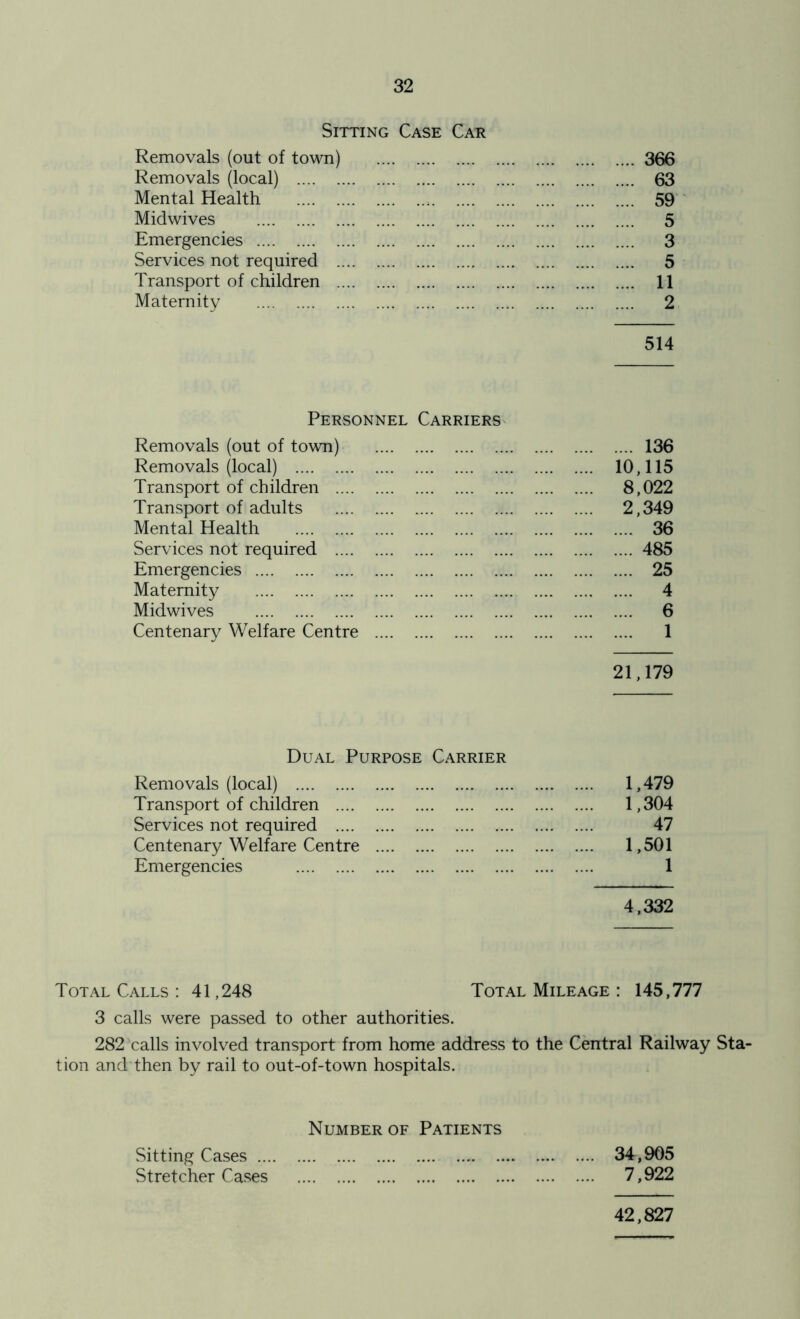 32
Sitting Case Car
Removals (out of town) .... .... .... .... .... .... .... 366
Removals (local) .... .... .... .... .... .... .... .... .... 63
Mental Health .... .... .... .... .... .... .... .... .... 59
Midwives .... .... .... .... .... .... .... .... .... .... 5
Emergencies .... .... .... .... .... .... .... .... .... .... 3
Services not required .... .... .... .... .... .... .... .... 5
Transport of children .... .... .... .... .... .... .... .... 11
Maternity .... .... .... .... .... .... .... .... .... .... 2
514
Personnel Carriers
Removals (out of town) .... .... .... .... .... .... .... 136
Removals (local) .... .... .... .... .... .... .... .... 10,115
Transport of children .... .... .... .... .... .... .... 8,022
Transport of adults .... .... .... .... .... .... .... 2,349
Mental Health .... .... .... .... .... .... .... .... .... 36
Services not required .... .... .... .... .... .... .... .... 485
Emergencies .... .... .... .... .... .... .... .... .... .... 25
Maternity .... .... .... .... .... .... .... .... .... .... 4
Midwives .... .... .... .... .... .... .... .... .... .... 6
Centenary Welfare Centre .... .... .... .... .... .... .... 1
21,179
Dual Purpose Carrier
Removals (local) .... .... .... .... .... .... .... .... 1,479
Transport of children .... .... .... .... .... .... .... 1,304
Services not required .... .... .... .... .... .... .... 47
Centenary Welfare Centre .... .... .... .... .... .... 1,501
Emergencies .... .... .... .... .... .... .... .... 1
4,332
Total Calls : 41,248 Total Mileage : 145,777
3 calls were passed to other authorities.
282 calls involved transport from home address to the Central Railway Sta-
tion and then by rail to out-of-town hospitals.
Number of Patients
Sitting Cases .... .... .... .... .... .... .... .... .... 34,905
Stretcher Cases .... .... .... .... .... .... .... .... 7,922
42,827